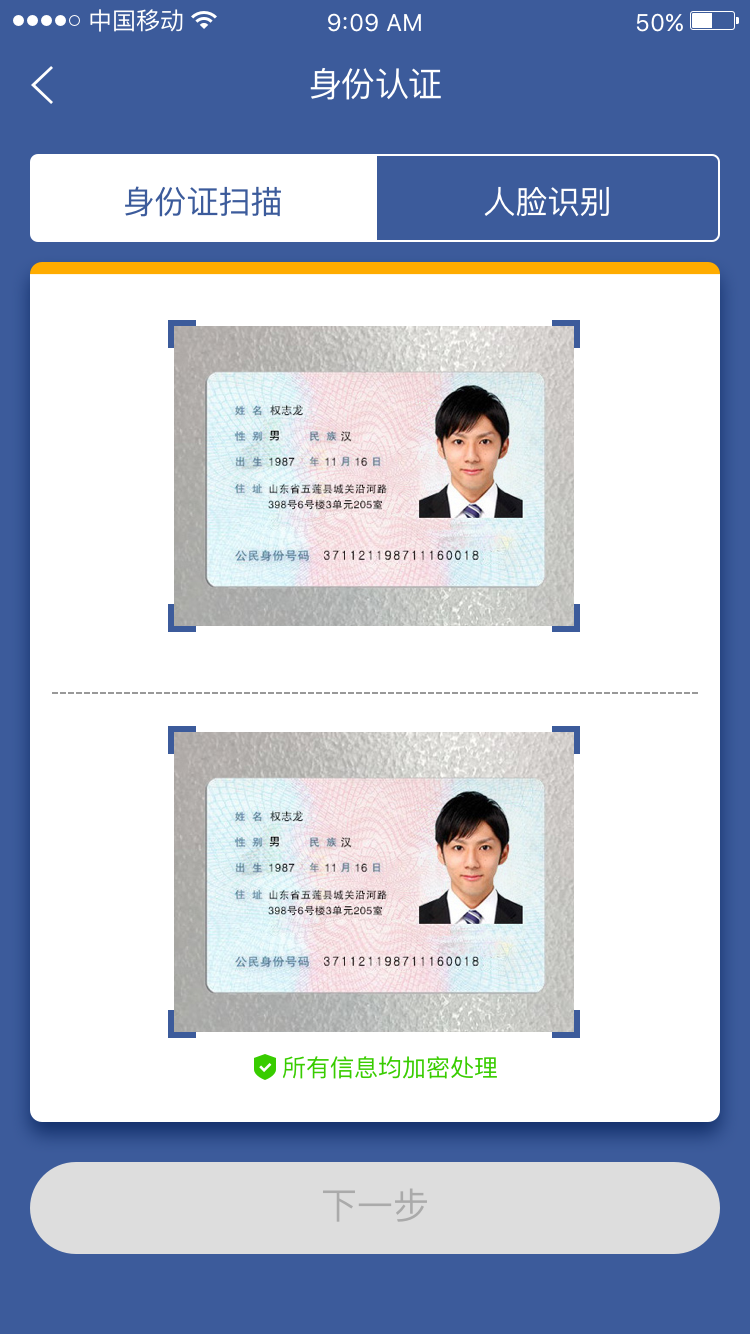 中国移动 9:09 AM 50%
身份认证
身份证扫描 人脸识别
姓 名 权志龙
性 别 男 民 族 汉
出 生 1987 年 11 月 16 日
住 址 山东省五莲县城关沿河路
398号6号楼3单元205室
公民身份号码 371121198711160018
姓 名 权志龙
性 别 男 民 族 汉
出 生 1987 年 11 月 16 日
住 址 山东省五莲县城关沿河路
398号6号楼3单元205室
公民身份号码 371121198711160018
所有信息均加密处理
下一步